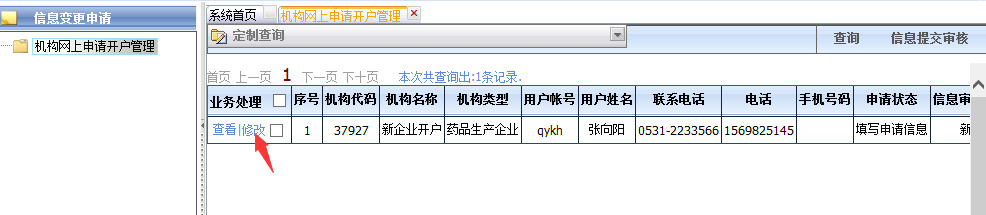 信息变更申请
机构网上申请开户管理
系统首页 机构网上申请开户管理
定制查询 查询 信息提交审核
首页 上一页 1 下一页 下十页 本次共查询出:1条记录.
业务处理 序号 机构代码 机构名称 机构类型 用户帐号 用户姓名 联系电话 电话 手机号码 申请状态 信息审
查看|修改 1 37927 新企业开户 药品生产企业 qykh 张向阳 0531-2233566 1569825145 填写申请信息 新